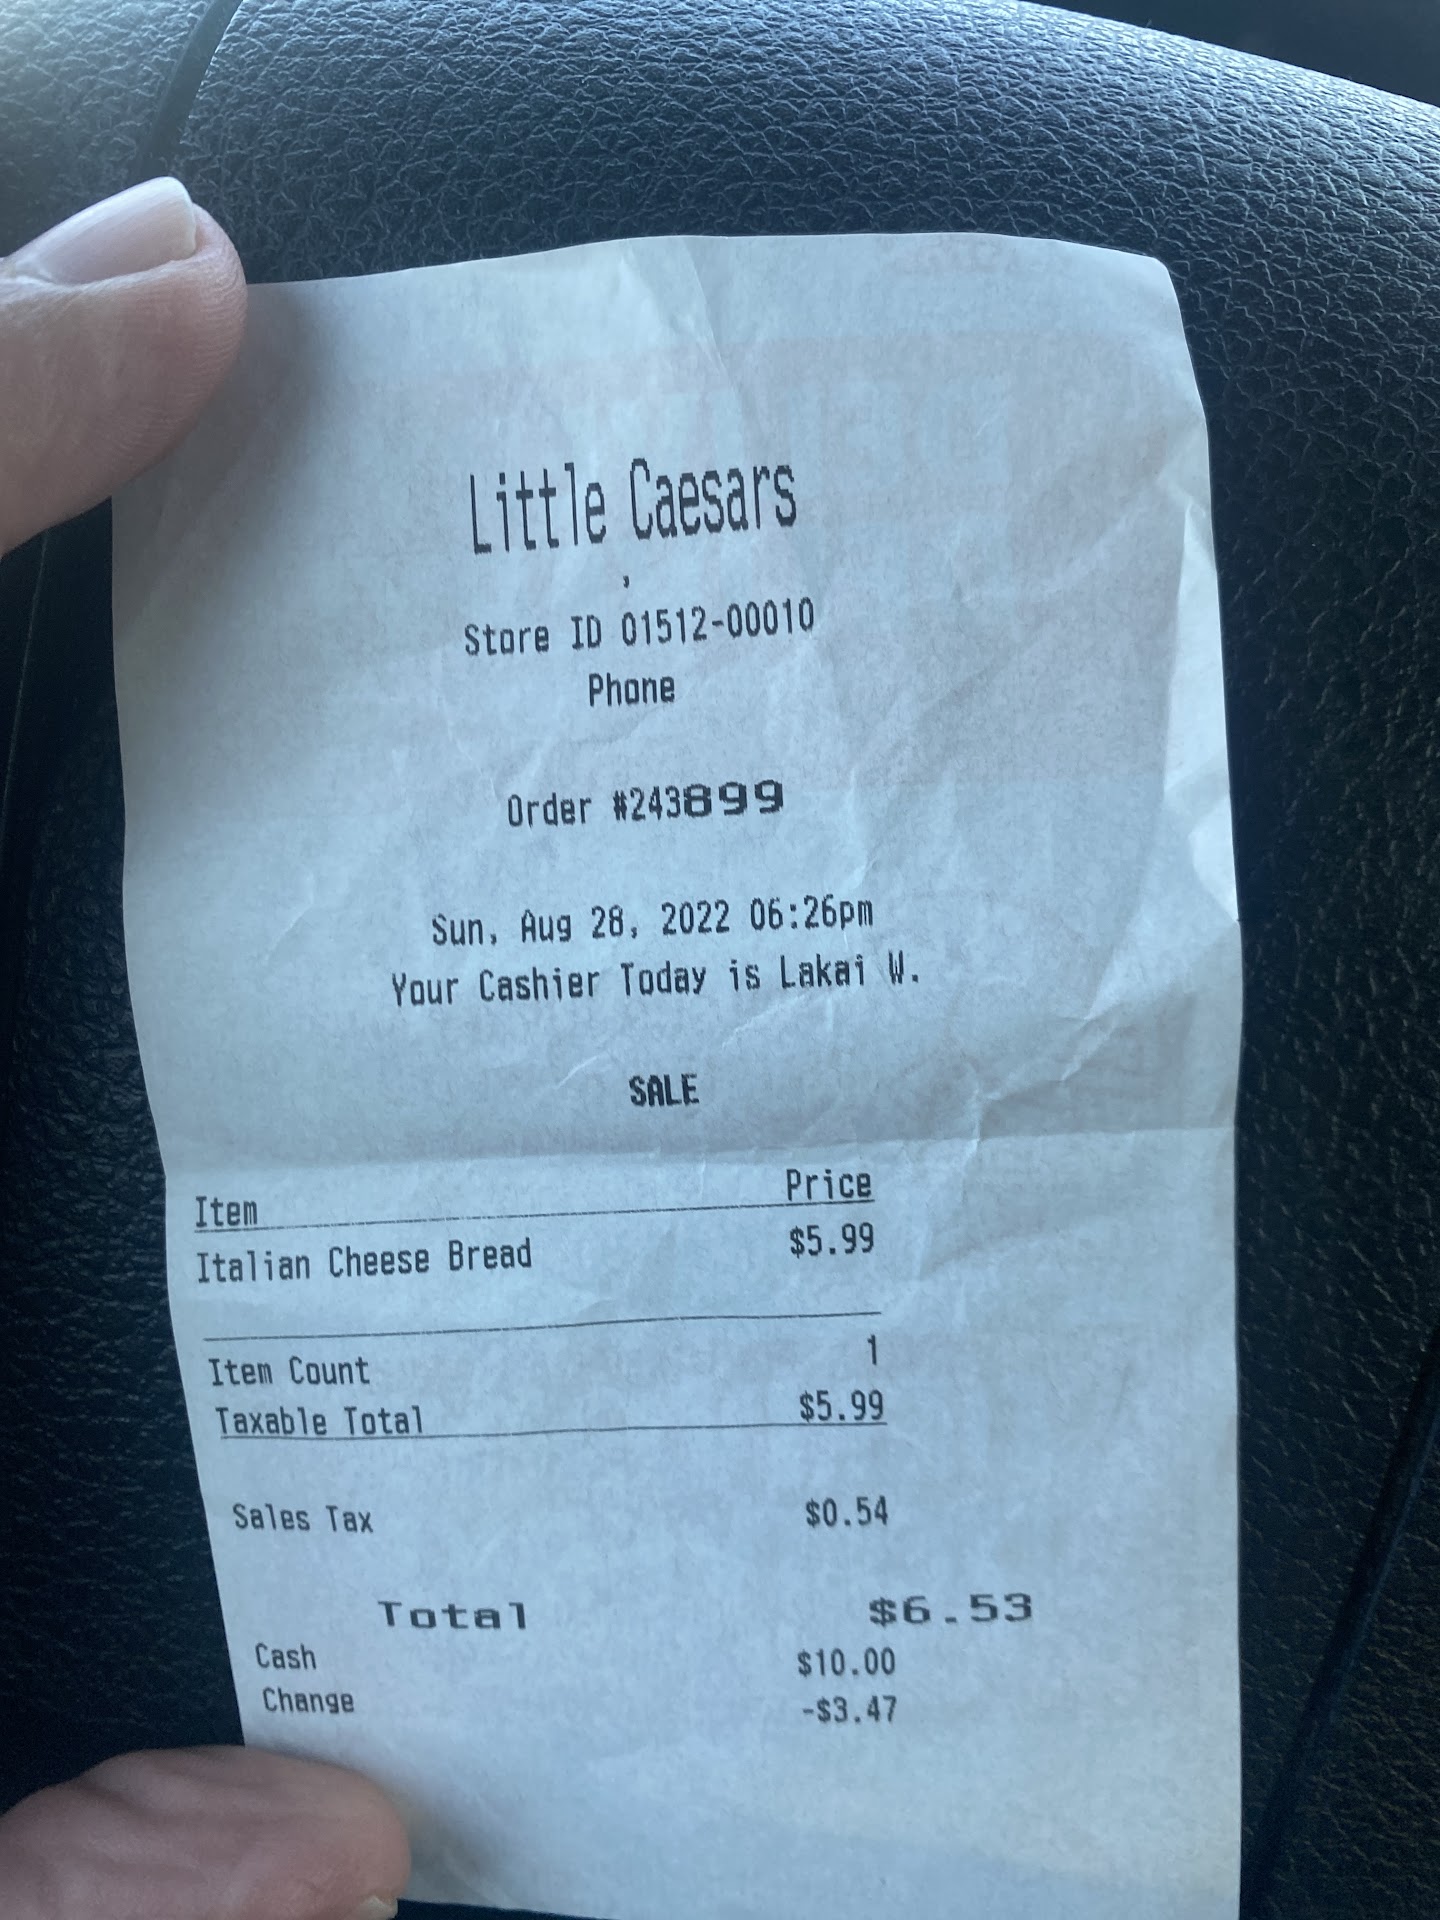 Little Caesars
,
Store ID 01512-00010
Phone
Order #243899
Sun, Aug 28, 2022 06:26pm
Your Cashier Today is Lakai W.
SALE
Item Price
Italian Cheese Bread $5.99
Item Count 1
Taxable Total $5.99
Sales Tax $0.54
Total $6.53
Cash $10.00
Change -$3.47